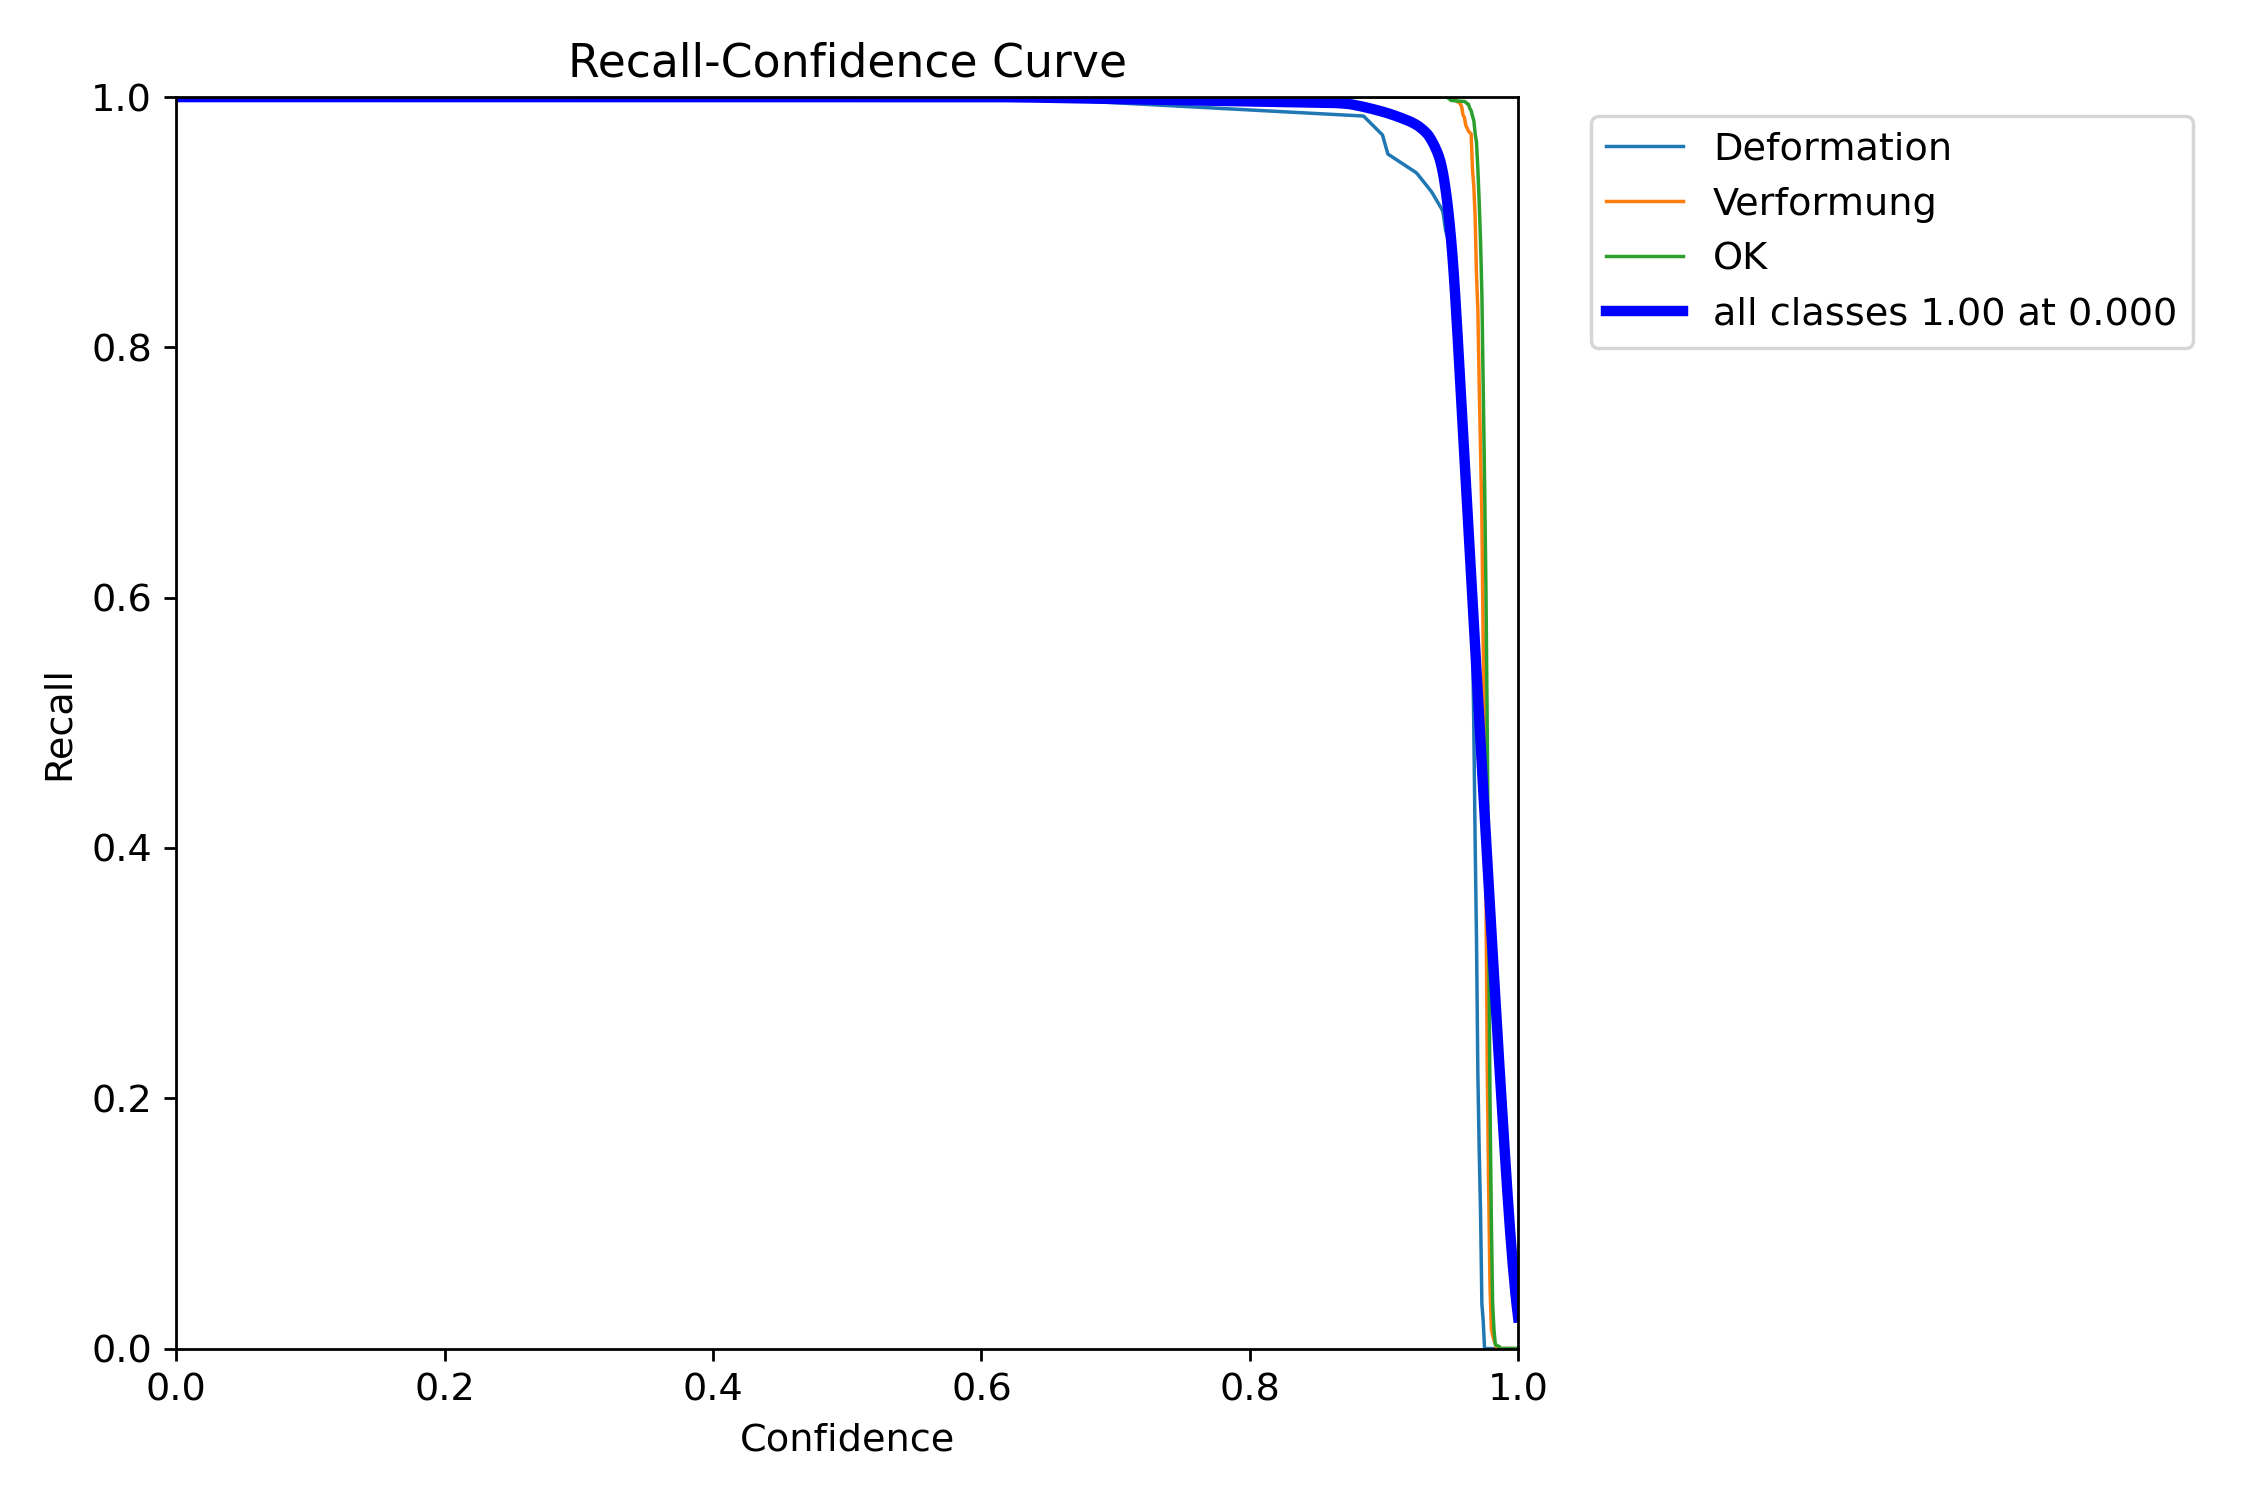 Recall-Confidence Curve
1.0
0.8
0.6
0.4
0.2
0.0
Recall
0.0 0.2 0.4 0.6 0.8 1.0
Confidence
Deformation
Verformung
OK
all classes 1.00 at 0.000